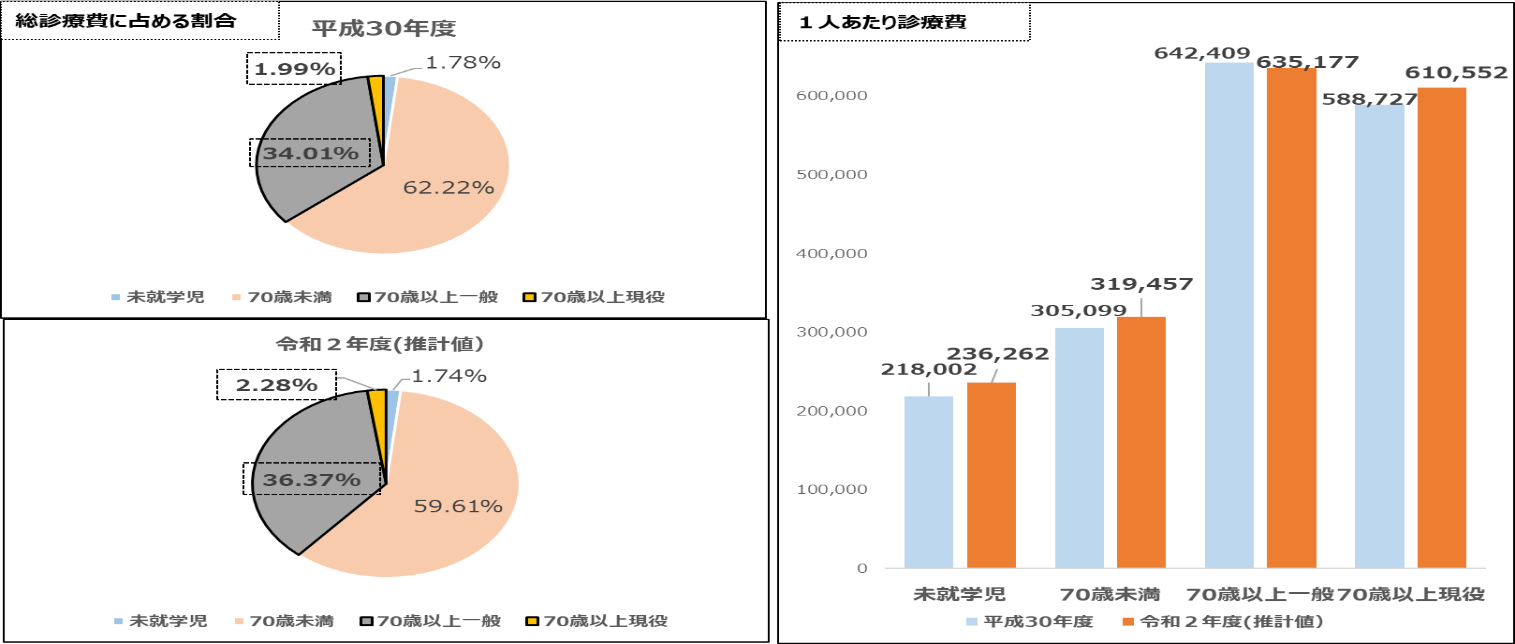 総診療費に占める割合
平成30年度
1.99%
1.78%
34.01%
62.22%
未就学児 70歳未満 70歳以上一般 70歳以上現役
令和２年度(推計値)
2.28%
1.74%
36.37%
59.61%
未就学児 70歳未満 70歳以上一般 70歳以上現役
１人あたり診療費
642,409
635,177
610,552
588,727
600,000
500,000
400,000
319,457
305,099
300,000
236,262
218,002
200,000
100,000
0
未就学児 70歳未満 70歳以上一般 70歳以上現役
平成30年度 令和２年度(推計値)